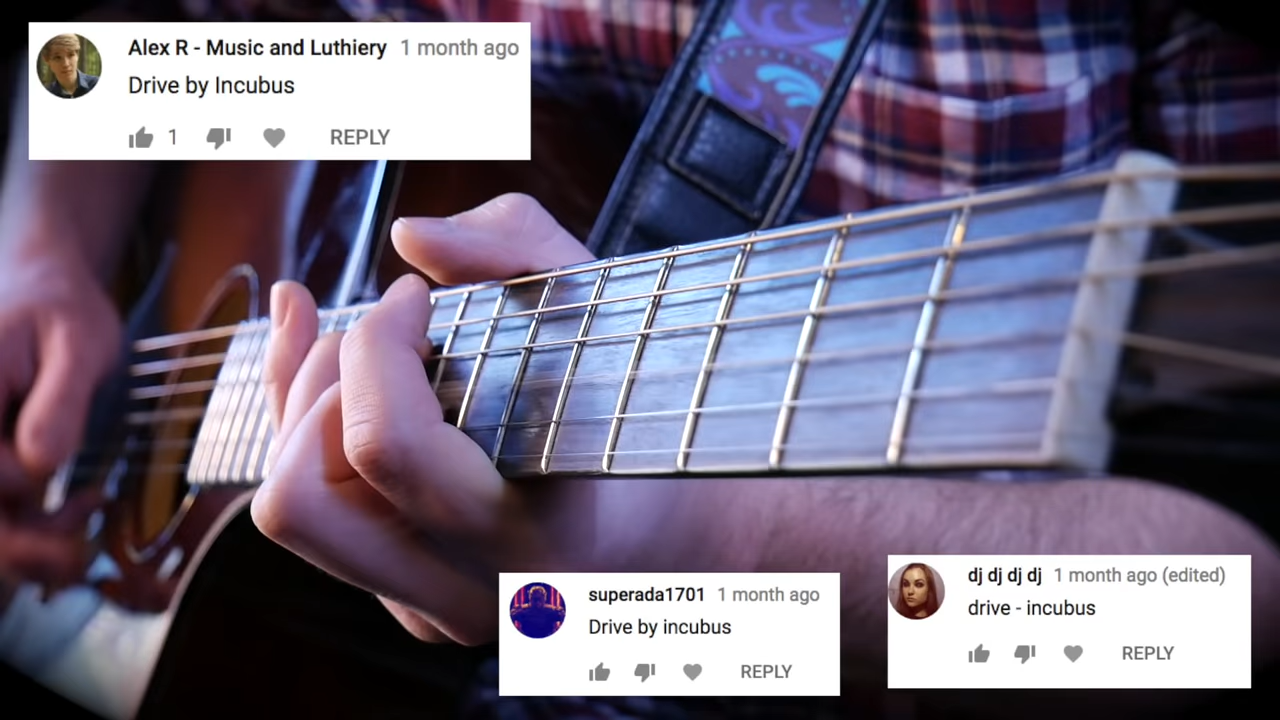 Alex R - Music and Luthiery 1 month ago
Drive by Incubus
1 REPLY
superada1701 1 month ago
Drive by incubus
REPLY
dj dj dj dj 1 month ago (edited)
drive - incubus
REPLY